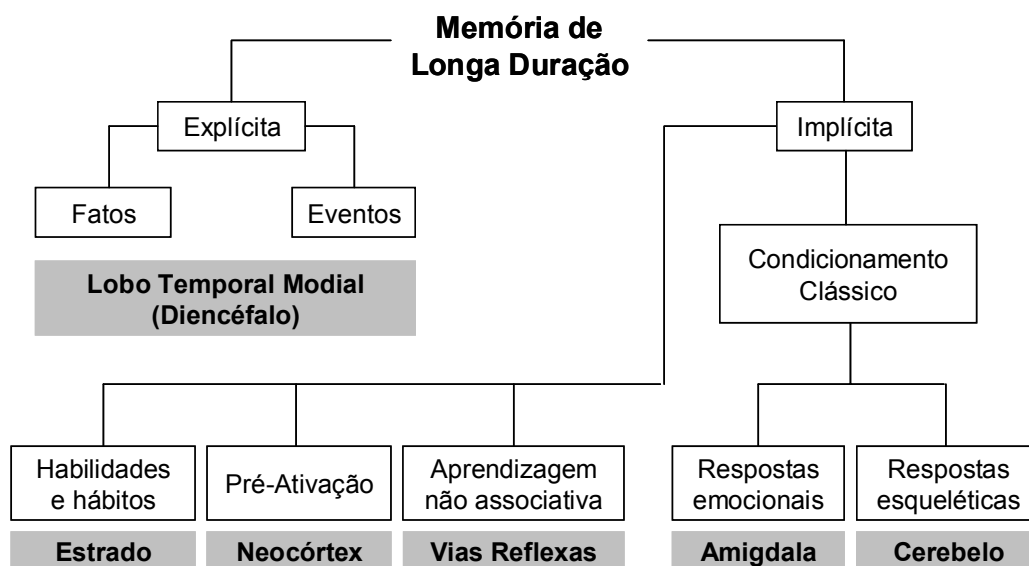 Memória de
Longa Duração
Explícita
Implícita
Fatos
Eventos
Condicionamento
Clássico
Lobo Temporal Modial
(Diencéfalo)
Habilidades
e hábitos
Pré-Ativação
Aprendizagem
não associativa
Respostas
emocionais
Respostas
esqueléticas
Estrado
Neocórtex
Vias Reflexas
Amigdala
Cerebelo